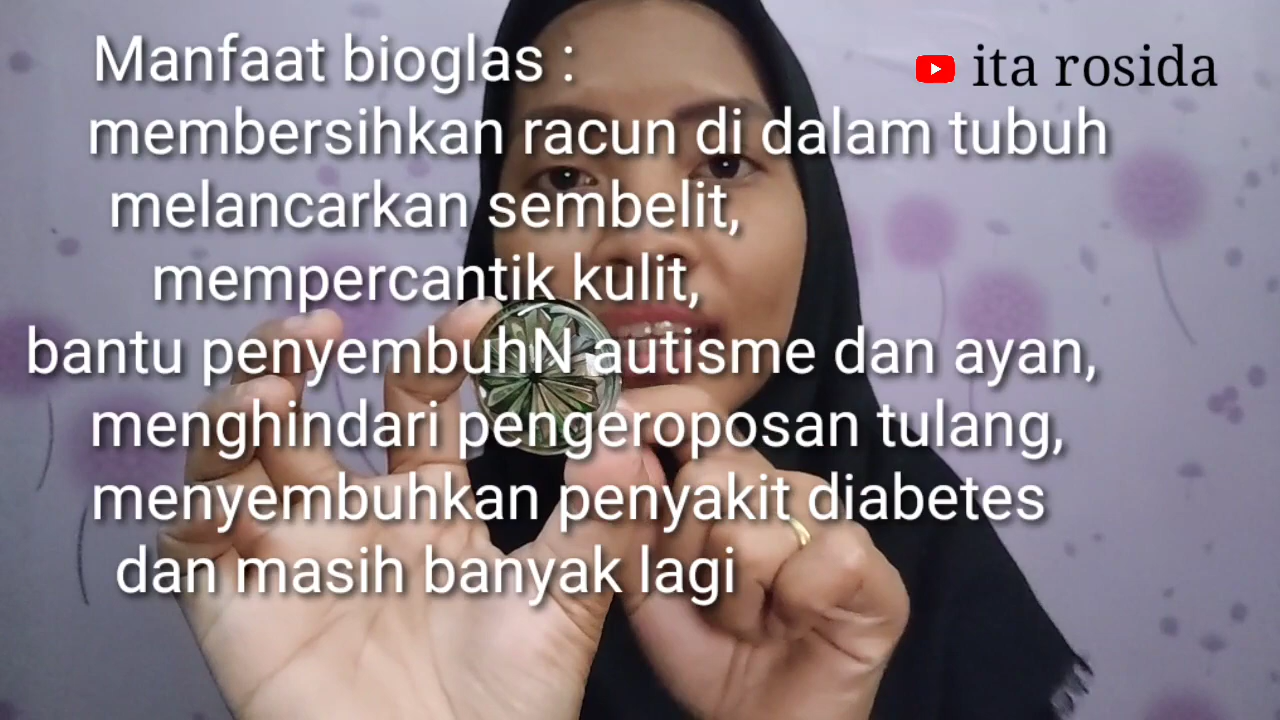 Manfaat bioglas :
ita rosida
membersihkan racun di dalam tubuh
melancarkan sembelit,
mempercantik kulit,
bantu penyembuhN autisme dan ayan,
menghindari pengeroposan tulang,
menyembuhkan penyakit diabetes
dan masih banyak lagi